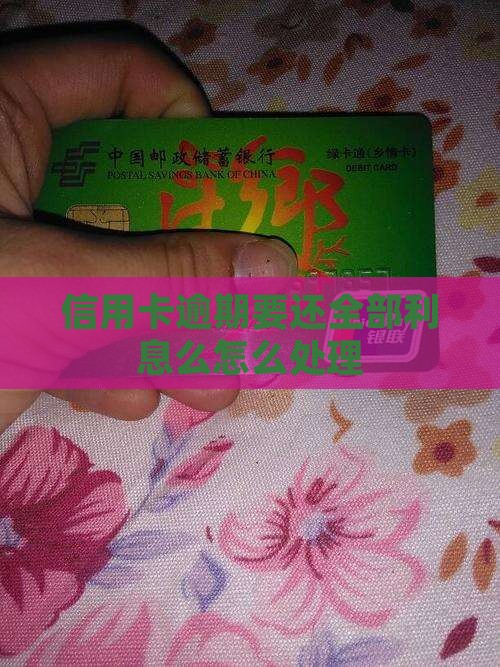 中国邮政储蓄银行
POSTAL SAVINGS BANK OF CHINA
绿卡通(乡情卡)
DEBIT CARD
乡
信用卡逾期要还全部利
息么怎么处理
银联